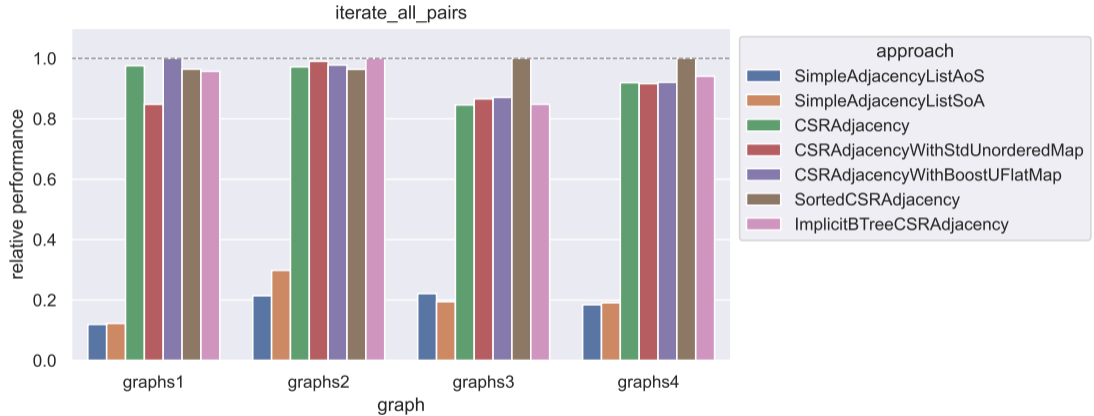 iterate_all_pairs
relative performance
1.0
0.8
0.6
0.4
0.2
0.0
graphs1
graphs2
graphs3
graphs4
graph
approach
SimpleAdjacencyListAoS
SimpleAdjacencyListSoA
CSRAdjacency
CSRAdjacencyWithStdUnorderedMap
CSRAdjacencyWithBoostUFlatMap
SortedCSRAdjacency
ImplicitBTreeCSRAdjacency